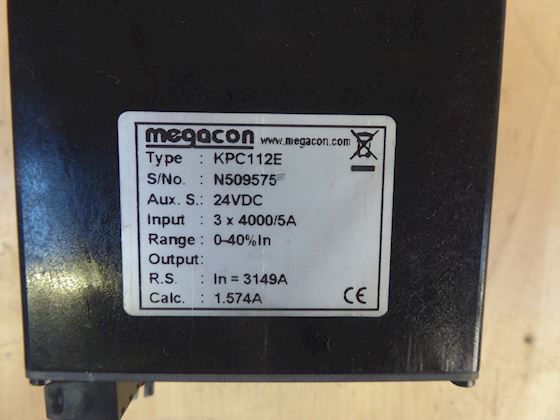 megacon www.megacon.com
Type : KPC112E
S/No. : N509575
Aux. S.: 24VDC
Input : 3 x 4000/5A
Range : 0-40%In
Output:
R.S. : In = 3149A
Calc. : 1.574A
CE